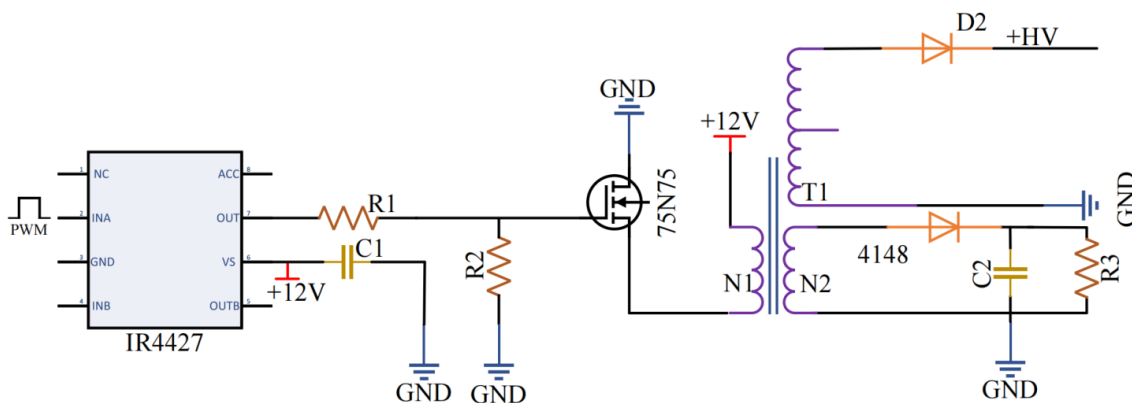 D2
+HV
GND
+12V
75N75
T1
GND
1
NC
ACC
8
PWM
2
INA
OUT
7
R1
3
GND
VS
6
C1
+12V
4
INB
OUTB
5
IR4427
R2
GND
GND
N1
N2
4148
C2
R3
GND